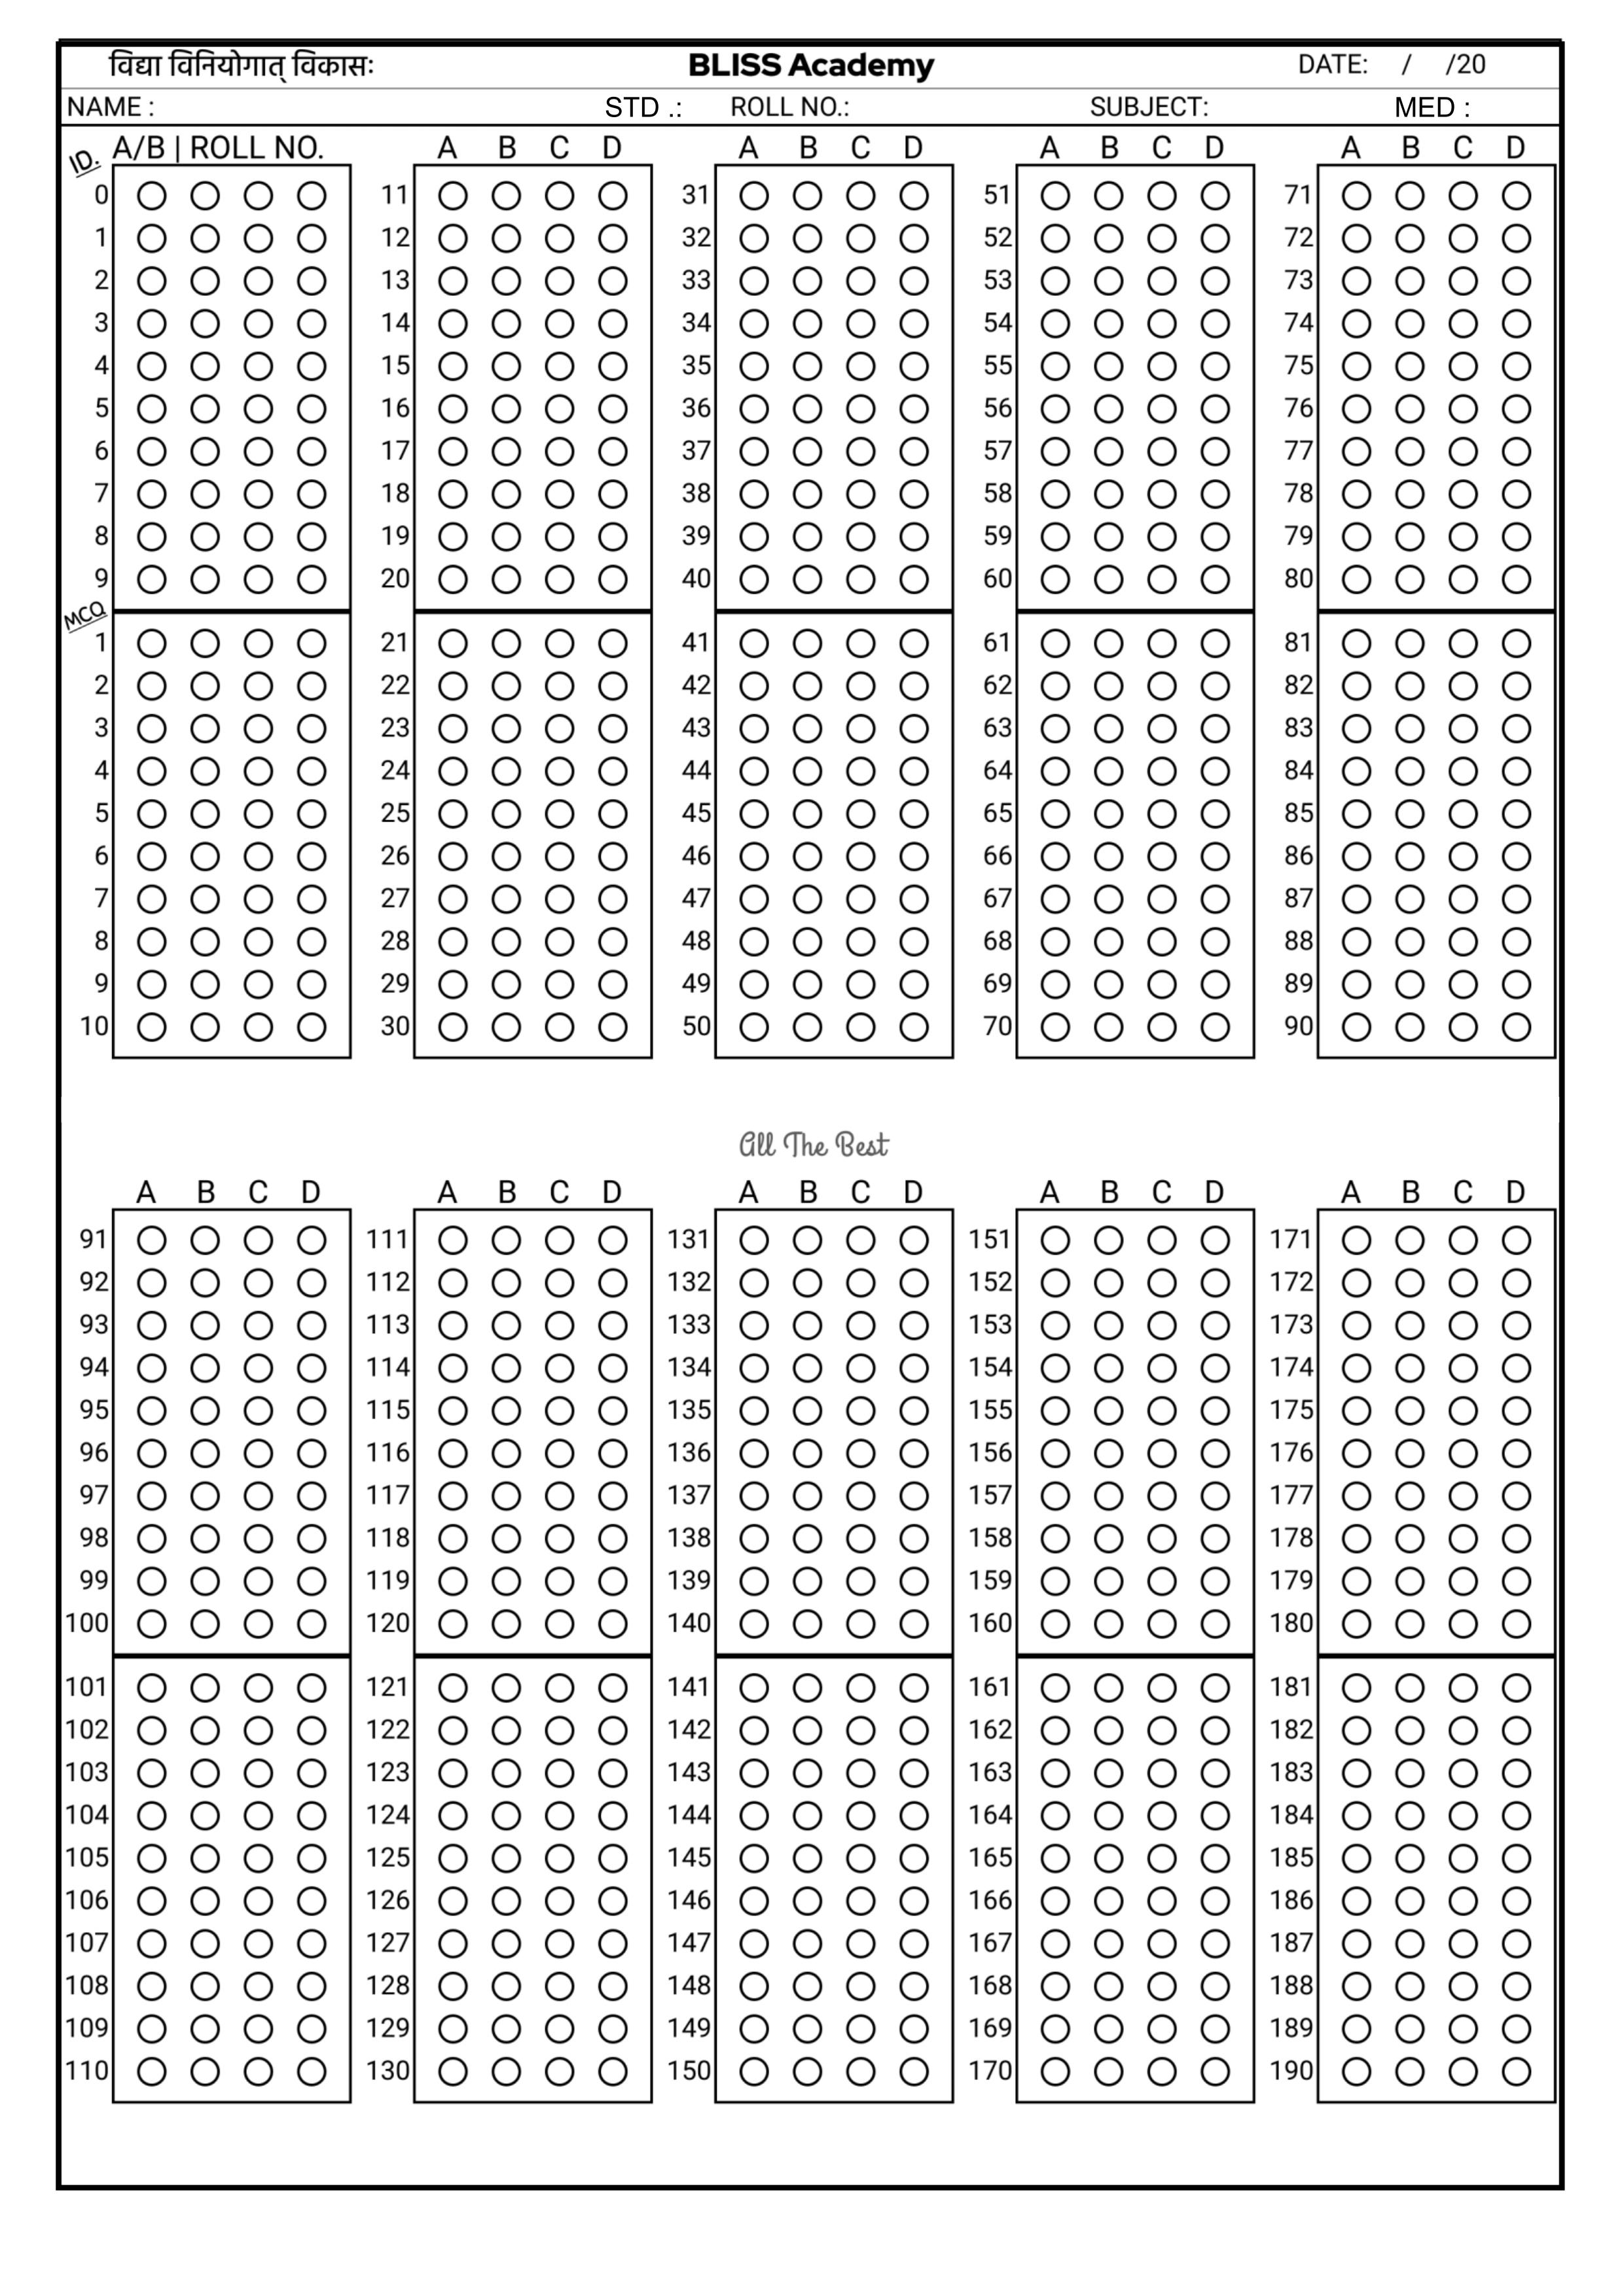 विद्या विनियोगात् विकासः BLISS Academy DATE: / /20
NAME : STD .: ROLL NO.: SUBJECT: MED :
ID. A/B | ROLL NO. A B C D A B C D A B C D A B C D
0 11 31 51 71
1 12 32 52 72
2 13 33 53 73
3 14 34 54 74
4 15 35 55 75
5 16 36 56 76
6 17 37 57 77
7 18 38 58 78
8 19 39 59 79
9 20 40 60 80
MCQ
1 21 41 61 81
2 22 42 62 82
3 23 43 63 83
4 24 44 64 84
5 25 45 65 85
6 26 46 66 86
7 27 47 67 87
8 28 48 68 88
9 29 49 69 89
10 30 50 70 90
All The Best
A B C D A B C D A B C D A B C D A B C D
91 111 131 151 171
92 112 132 152 172
93 113 133 153 173
94 114 134 154 174
95 115 135 155 175
96 116 136 156 176
97 117 137 157 177
98 118 138 158 178
99 119 139 159 179
100 120 140 160 180
101 121 141 161 181
102 122 142 162 182
103 123 143 163 183
104 124 144 164 184
105 125 145 165 185
106 126 146 166 186
107 127 147 167 187
108 128 148 168 188
109 129 149 169 189
110 130 150 170 190